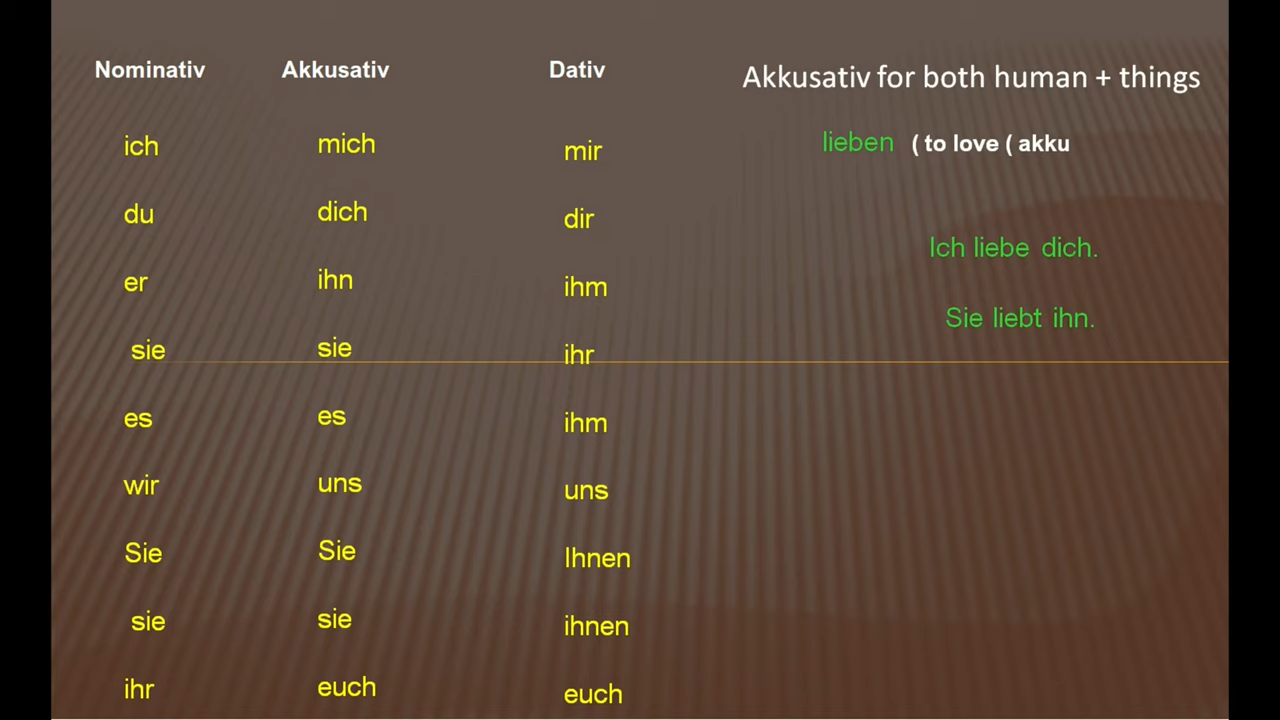 Nominativ Akkusativ Dativ Akkusativ for both human + things
ich mich mir lieben ( to love ( akku
du dich dir
Ich liebe dich.
er ihn ihm
Sie liebt ihn.
sie sie ihr
es es ihm
wir uns uns
Sie Sie Ihnen
sie sie ihnen
ihr euch euch